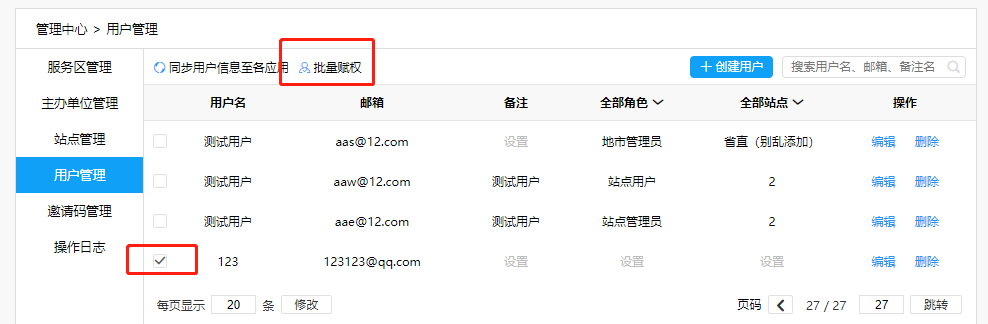 管理中心 > 用户管理
服务区管理
主办单位管理
站点管理
用户管理
邀请码管理
操作日志
同步用户信息至各应用 批量赋权 创建用户 搜索用户名、邮箱、备注名
用户名 邮箱 备注 全部角色 全部站点 操作
测试用户 aas@12.com 设置 地市管理员 省直（别乱添加） 编辑 删除
测试用户 aaw@12.com 测试用户 站点用户 2 编辑 删除
测试用户 aae@12.com 测试用户 站点管理员 2 编辑 删除
123 123123@qq.com 设置 设置 设置 编辑 删除
每页显示 20 条 修改 页码 27 / 27 27 跳转